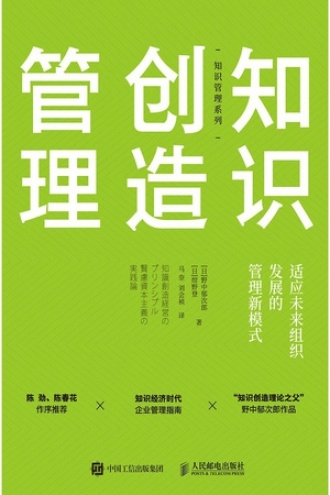 知识
创造
管理
知识管理系列
适应未来组织
发展的
管理新模式
[日]野中郁次郎
[日]绀野登
著
马奈 刘会祯 译
知識創造経営の
プリンシプル
賢慮資本主義の
実践論
陈 劲、陈春花
作序推荐
×
知识经济时代
企业管理指南
×
“知识创造理论之父”
野中郁次郎作品
中国工信出版集团
人民邮电出版社